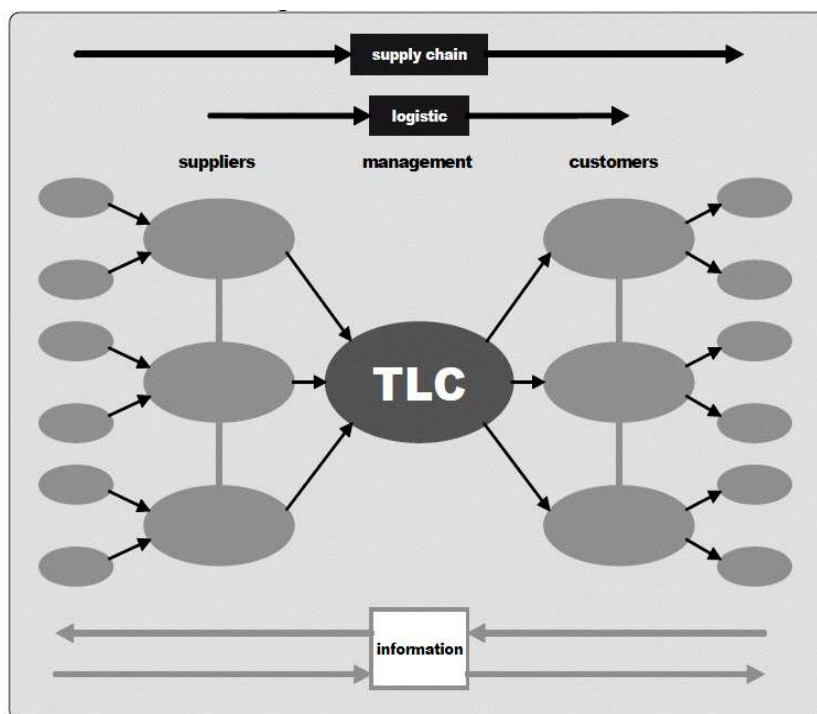 supply chain
logistic
suppliers management customers
TLC
information